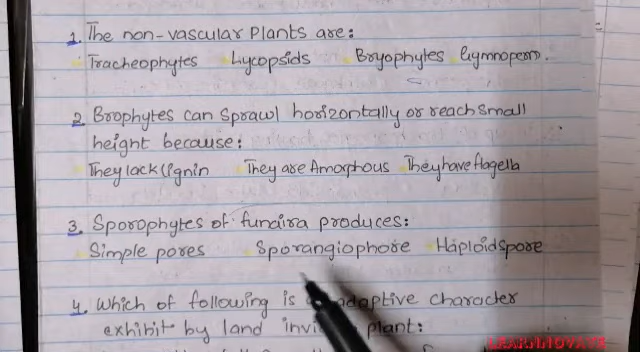 1. The non-vascular Plants are:
Tracheophytes Lycopsids Bryophytes Gymnoperm.
2 Brophytes can sprawl horizontally or reach small
height because:
They lack lignin They are Amorphous They have flagella
3. Sporophytes of funaira produces:
Simple pores Sporangiophore Haploid spore
4. Which of following is adaptive character
exhibit by land plant:
LEARNINOVATE